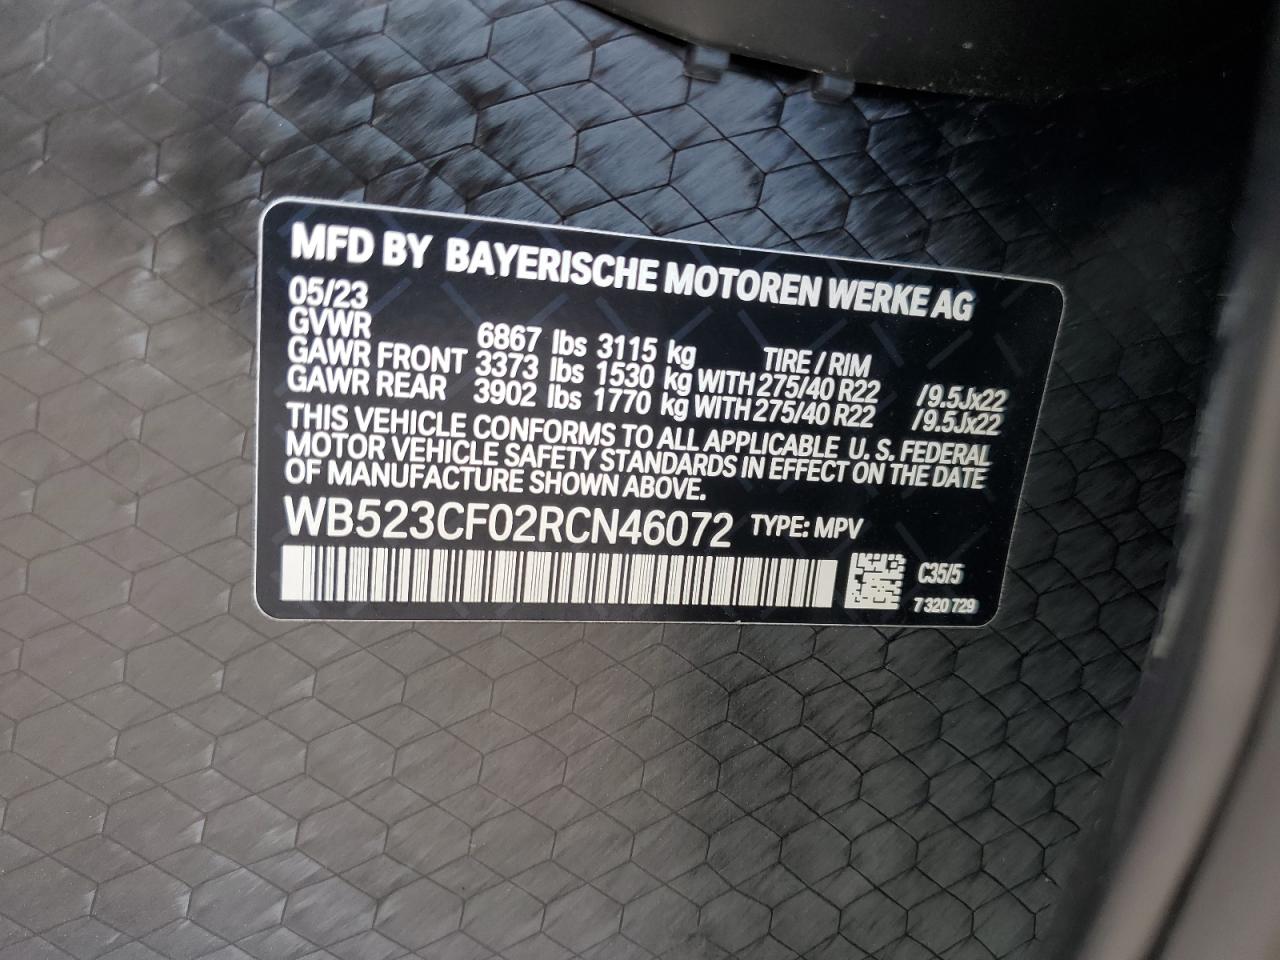 MFD BY BAYERISCHE MOTOREN WERKE AG
05/23
GVWR 6867 lbs 3115 kg TIRE / RIM
GAWR FRONT 3373 lbs 1530 kg WITH 275/40 R22 /9.5Jx22
GAWR REAR 3902 lbs 1770 kg WITH 275/40 R22 /9.5Jx22
THIS VEHICLE CONFORMS TO ALL APPLICABLE U. S. FEDERAL
MOTOR VEHICLE SAFETY STANDARDS IN EFFECT ON THE DATE
OF MANUFACTURE SHOWN ABOVE.
WB523CF02RCN46072 TYPE: MPV
C35/5
7 320 729